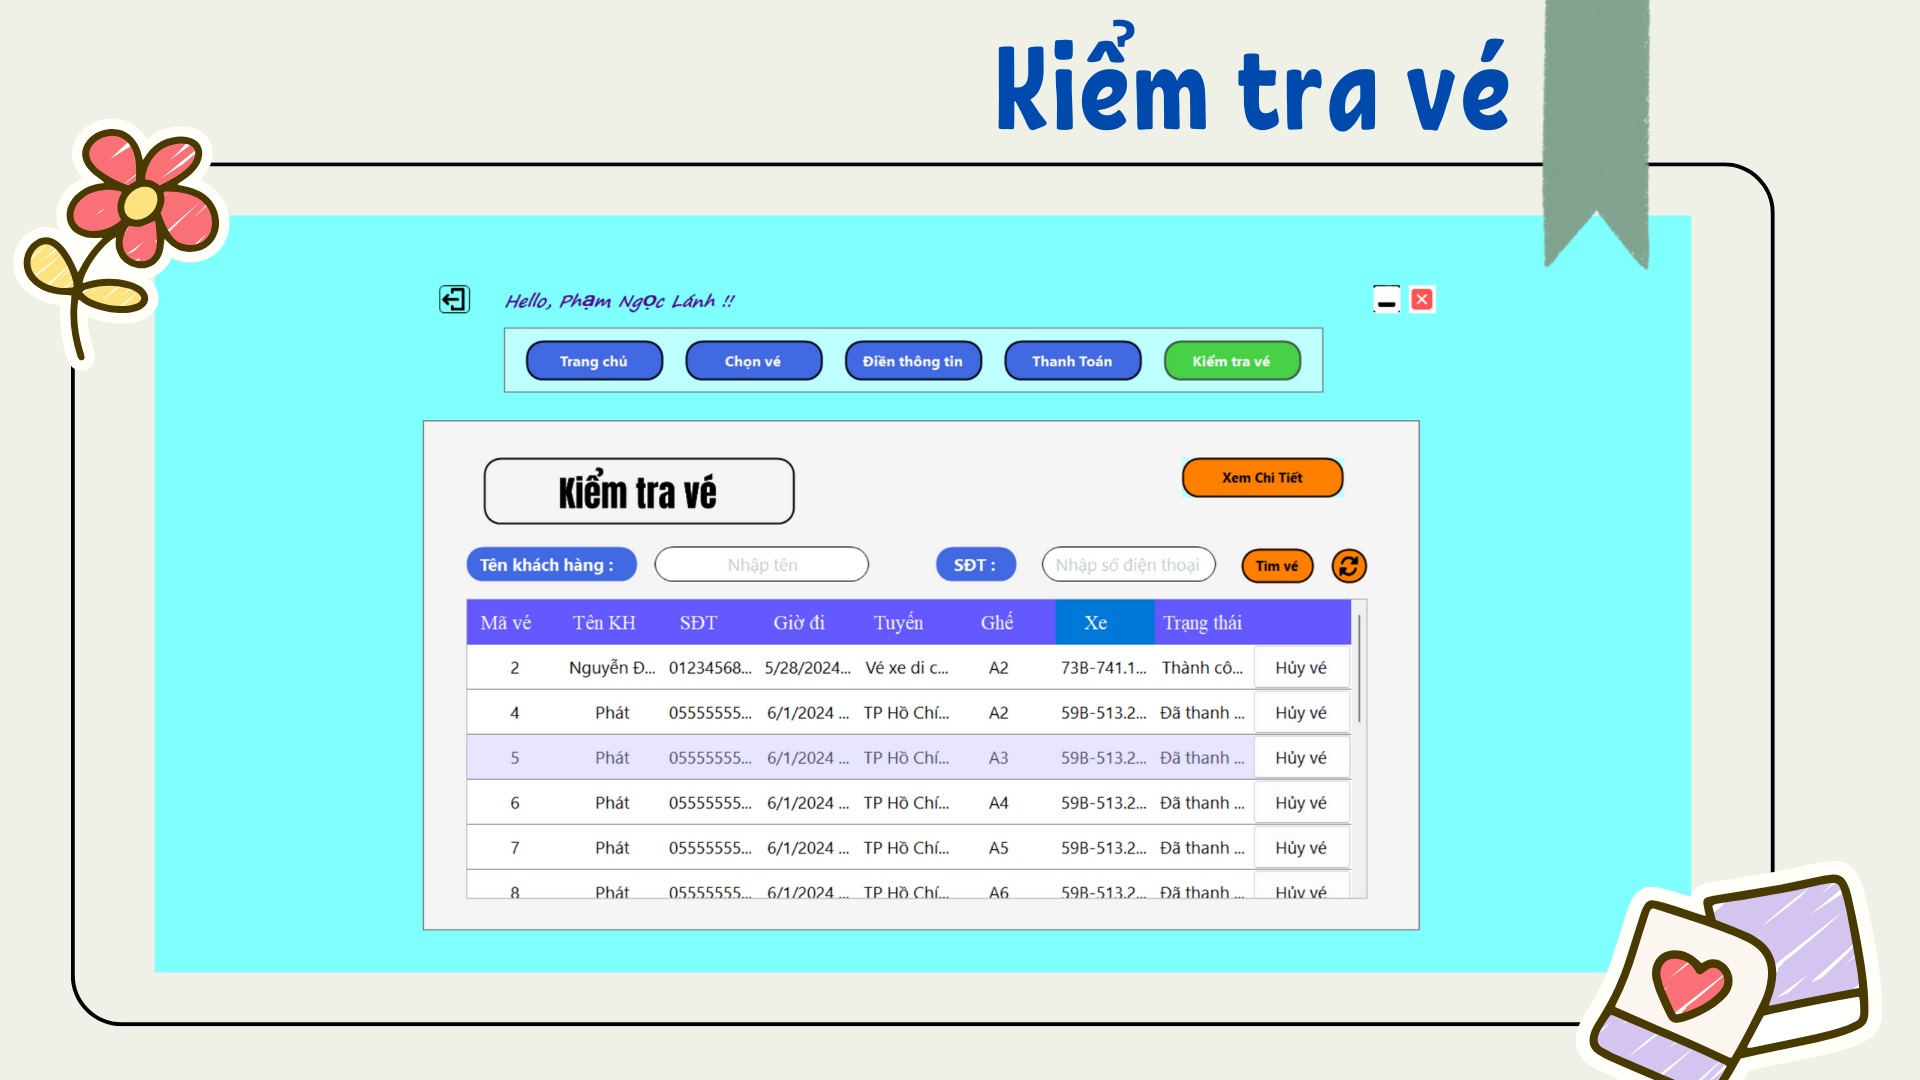 Kiểm tra vé
Hello, Phạm Ngọc Lánh !!
Trang chủ Chọn vé Điền thông tin Thanh Toán Kiểm tra vé
Kiểm tra vé
Xem Chi Tiết
Tên khách hàng : Nhập tên SĐT : Nhập số điện thoại Tìm vé
Mã vé Tên KH SĐT Giờ đi Tuyến Ghế Xe Trạng thái
2 Nguyễn Đ... 01234568... 5/28/2024... Vé xe di c... A2 73B-741.1... Thành cô... Hủy vé
4 Phát 05555555... 6/1/2024 ... TP Hồ Chí... A2 59B-513.2... Đã thanh ... Hủy vé
5 Phát 05555555... 6/1/2024 ... TP Hồ Chí... A3 59B-513.2... Đã thanh ... Hủy vé
6 Phát 05555555... 6/1/2024 ... TP Hồ Chí... A4 59B-513.2... Đã thanh ... Hủy vé
7 Phát 05555555... 6/1/2024 ... TP Hồ Chí... A5 59B-513.2... Đã thanh ... Hủy vé
8 Phát 05555555... 6/1/2024 ... TP Hồ Chí... A6 59B-513.2... Đã thanh ... Hủy vé